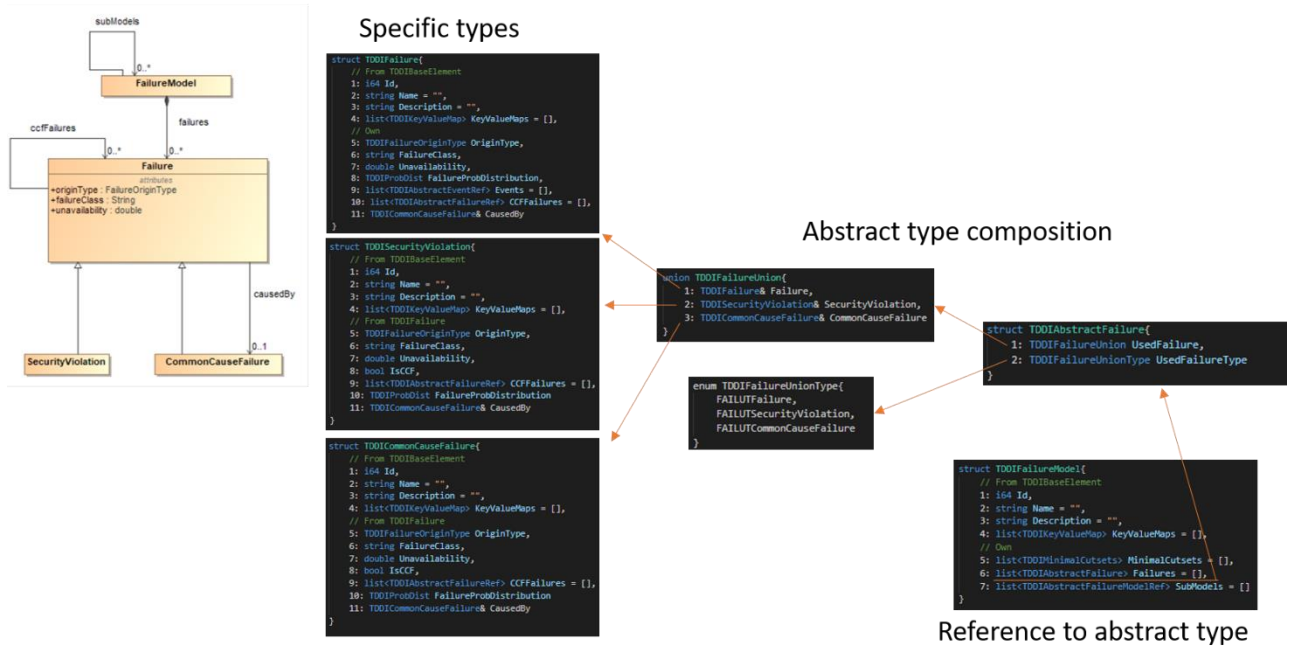 subModels
0..*
FailureModel
failures
ccfFailures
0..*
0..*
Failure
attributes
+originType : FailureOriginType
+failureClass : String
+unavailability : double
causedBy
0..1
SecurityViolation
CommonCauseFailure
Specific types
struct TDDIFailure{
// From TDDIBaseElement
1: i64 Id,
2: string Name = "",
3: string Description = "",
4: list<TDDIKeyValueMap> KeyValueMaps = [],
// Own
5: TDDIFailureOriginType OriginType,
6: string FailureClass,
7: double Unavailability,
8: TDDIProbDist FailureProbDistribution,
9: list<TDDIAbstractEventRef> Events = [],
10: list<TDDIAbstractFailureRef> CCFFailures = [],
11: TDDICommonCauseFailure& CausedBy
}
struct TDDISecurityViolation{
// From TDDIBaseElement
1: i64 Id,
2: string Name = "",
3: string Description = "",
4: list<TDDIKeyValueMap> KeyValueMaps = [],
// From TDDIFailure
5: TDDIFailureOriginType OriginType,
6: string FailureClass,
7: double Unavailability,
8: bool IsCCF,
9: list<TDDIAbstractFailureRef> CCFFailures = [],
10: TDDIProbDist FailureProbDistribution
11: TDDICommonCauseFailure& CausedBy
}
struct TDDICommonCauseFailure{
// From TDDIBaseElement
1: i64 Id,
2: string Name = "",
3: string Description = "",
4: list<TDDIKeyValueMap> KeyValueMaps = [],
// From TDDIFailure
5: TDDIFailureOriginType OriginType,
6: string FailureClass,
7: double Unavailability,
8: bool IsCCF,
9: list<TDDIAbstractFailureRef> CCFFailures = [],
10: TDDIProbDist FailureProbDistribution
11: TDDICommonCauseFailure& CausedBy
}
Abstract type composition
union TDDIFailureUnion{
1: TDDIFailure& Failure,
2: TDDISecurityViolation& SecurityViolation,
3: TDDICommonCauseFailure& CommonCauseFailure
}
enum TDDIFailureUnionType{
FAILUTFailure,
FAILUTSecurityViolation,
FAILUTCommonCauseFailure
}
struct TDDIAbstractFailure{
1: TDDIFailureUnion UsedFailure,
2: TDDIFailureUnionType UsedFailureType
}
struct TDDIFailureModel{
// From TDDIBaseElement
1: i64 Id,
2: string Name = "",
3: string Description = "",
4: list<TDDIKeyValueMap> KeyValueMaps = [],
// Own
5: list<TDDIMinimalCutsets> MinimalCutsets = [],
6: list<TDDIAbstractFailure> Failures = [],
7: list<TDDIAbstractFailureModelRef> SubModels = []
}
Reference to abstract type